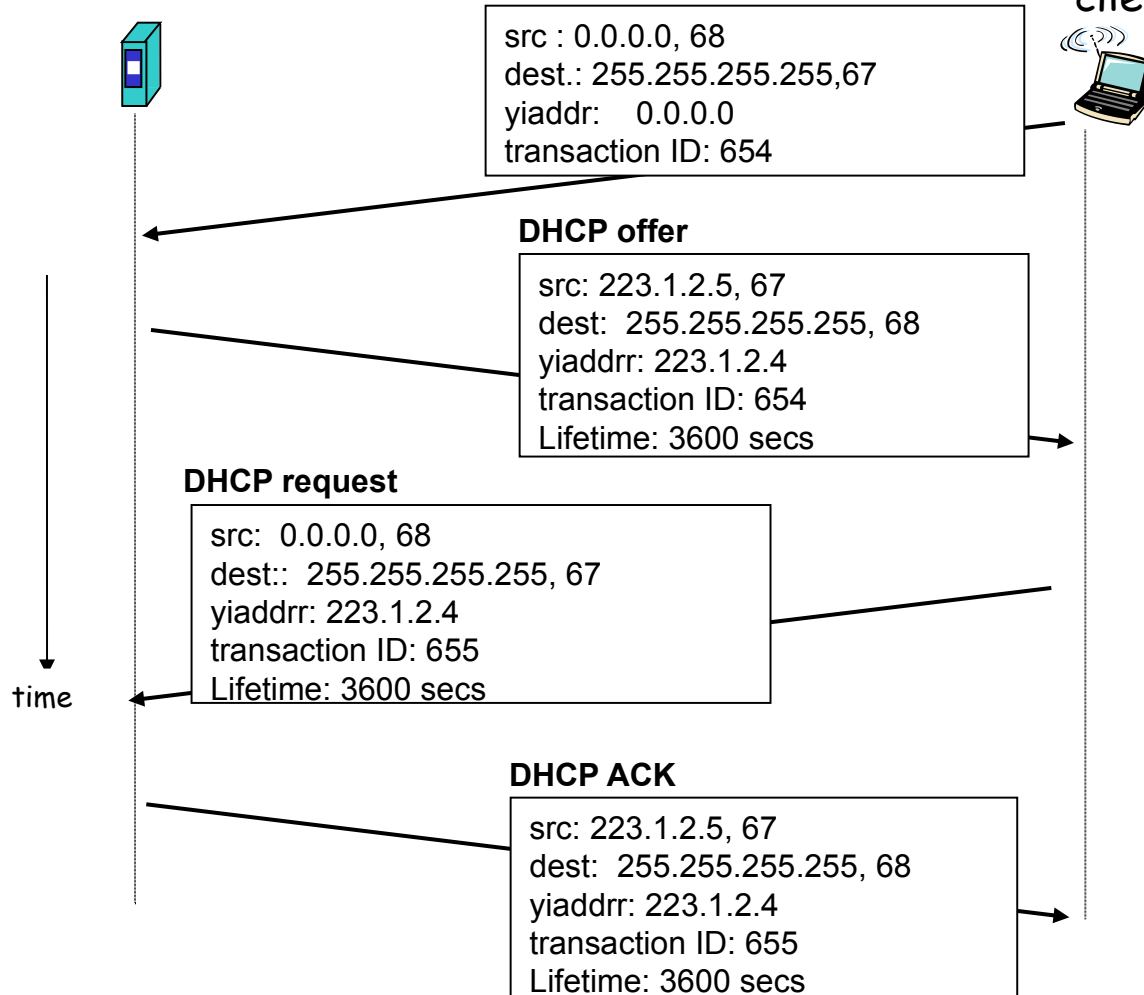 src : 0.0.0.0, 68
dest.: 255.255.255.255,67
yiaddr: 0.0.0.0
transaction ID: 654
DHCP offer
src: 223.1.2.5, 67
dest: 255.255.255.255, 68
yiaddrr: 223.1.2.4
transaction ID: 654
Lifetime: 3600 secs
DHCP request
src: 0.0.0.0, 68
dest:: 255.255.255.255, 67
yiaddrr: 223.1.2.4
transaction ID: 655
Lifetime: 3600 secs
time
DHCP ACK
src: 223.1.2.5, 67
dest: 255.255.255.255, 68
yiaddrr: 223.1.2.4
transaction ID: 655
Lifetime: 3600 secs